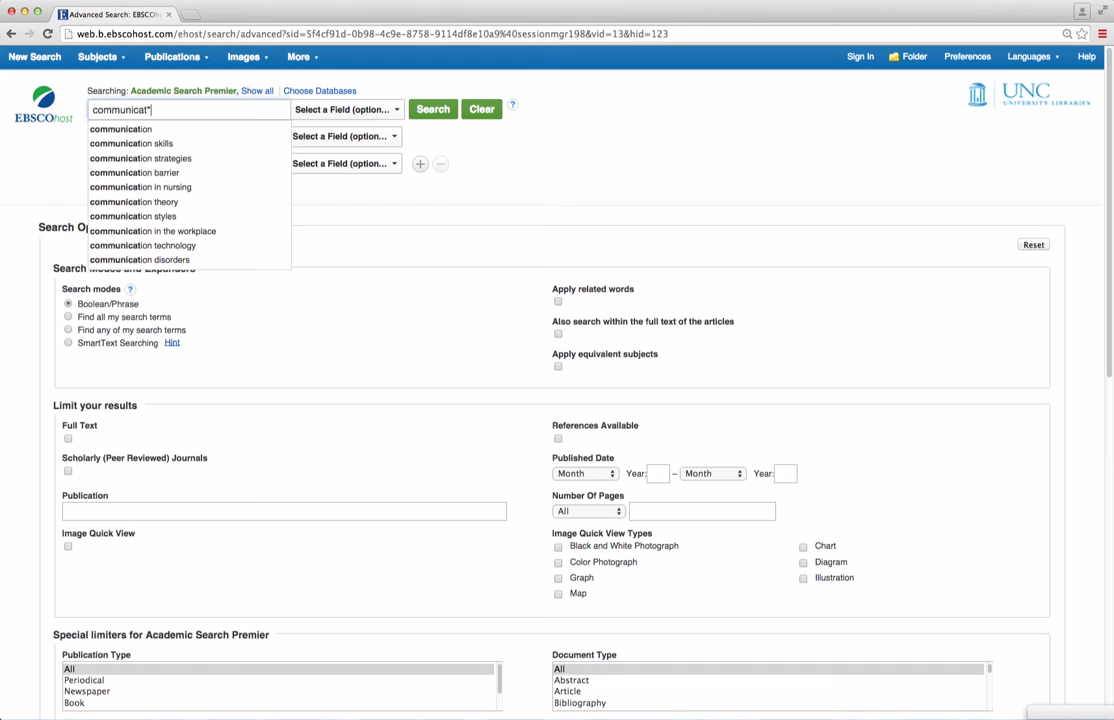 Advanced Search: EBSCOh
web.b.ebscohost.com/ehost/search/advanced?sid=5f4cf91d-0b98-4c9e-8758-9114df8e10a9%40sessionmgr198&vid=13&hid=123
New Search Subjects Publications Images More Sign In Folder Preferences Languages Help
Searching: Academic Search Premier, Show all | Choose Databases
EBSCOhost
UNC
UNIVERSITY LIBRARIES
communicat* Select a Field (option... Search Clear ?
Select a Field (option...
Select a Field (option...
communication
communication skills
communication strategies
communication barrier
communication in nursing
communication theory
communication styles
communication in the workplace
communication technology
communication disorders
Search Op
Reset
Search Modes and Expanders
Search modes ?
Boolean/Phrase
Find all my search terms
Find any of my search terms
SmartText Searching Hint
Apply related words
Also search within the full text of the articles
Apply equivalent subjects
Limit your results
Full Text
Scholarly (Peer Reviewed) Journals
Publication
Image Quick View
References Available
Published Date
Month Year: – Month Year:
Number Of Pages
All
Image Quick View Types
Black and White Photograph
Color Photograph
Graph
Map
Chart
Diagram
Illustration
Special limiters for Academic Search Premier
Publication Type
All
Periodical
Newspaper
Book
Document Type
All
Abstract
Article
Bibliography